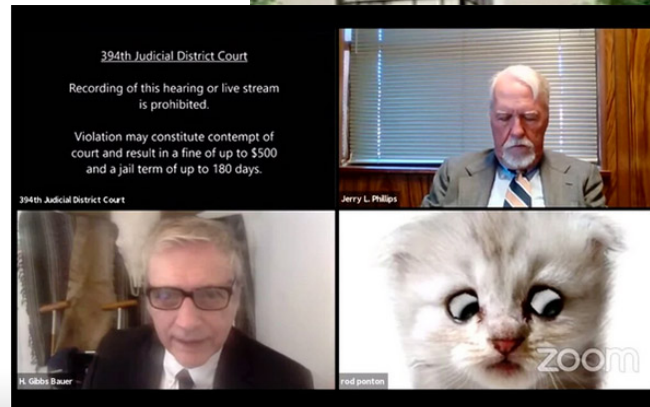 394th Judicial District Court
Recording of this hearing or live stream
is prohibited.
Violation may constitute contempt of
court and result in a fine of up to $500
and a jail term of up to 180 days.
394th Judicial District Court
Jerry L. Phillips
H. Gibbs Bauer
rod ponton
zoom